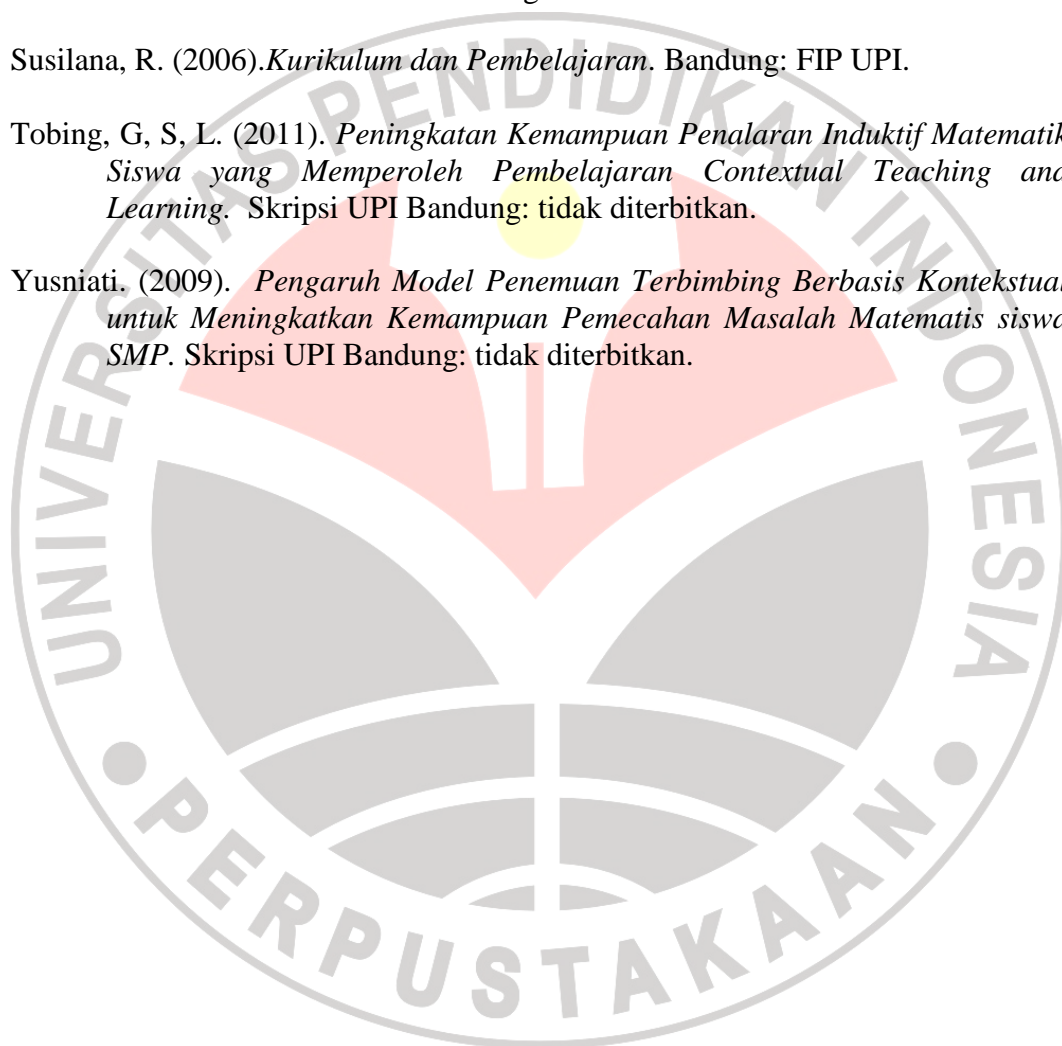 Susilana, R. (2006).Kurikulum dan Pembelajaran. Bandung: FIP UPI.
Tobing, G, S, L. (2011). Peningkatan Kemampuan Penalaran Induktif Matematik
Siswa yang Memperoleh Pembelajaran Contextual Teaching and
Learning. Skripsi UPI Bandung: tidak diterbitkan.
Yusniati. (2009). Pengaruh Model Penemuan Terbimbing Berbasis Kontekstual
untuk Meningkatkan Kemampuan Pemecahan Masalah Matematis siswa
SMP. Skripsi UPI Bandung: tidak diterbitkan.
UNIVERSITAS PENDIDIKAN INDONESIA
PERPUSTAKAAN